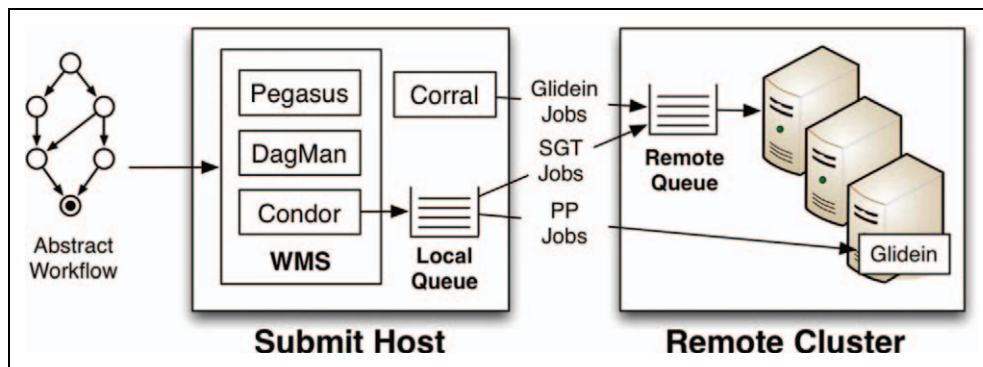 Abstract
Workflow
Pegasus
DagMan
Condor
WMS
Corral
Local
Queue
Submit Host
Glidein
Jobs
SGT
Jobs
PP
Jobs
Remote
Queue
Glidein
Remote Cluster